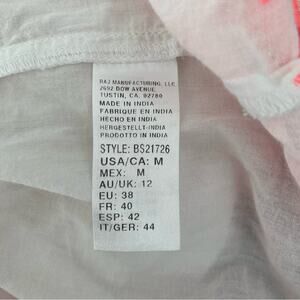 RAJ MANUFACTURING, LLC
2692 DOW AVENUE,
TUSTIN, CA. 92780
MADE IN INDIA
FABRIQUE EN INDIA
HECHO EN INDIA
HERGESTELLT-INDIA
PRODOTTO IN INDIA
STYLE: BS21726
USA/CA: M
MEX: M
AU/UK: 12
EU: 38
FR: 40
ESP: 42
IT/GER: 44